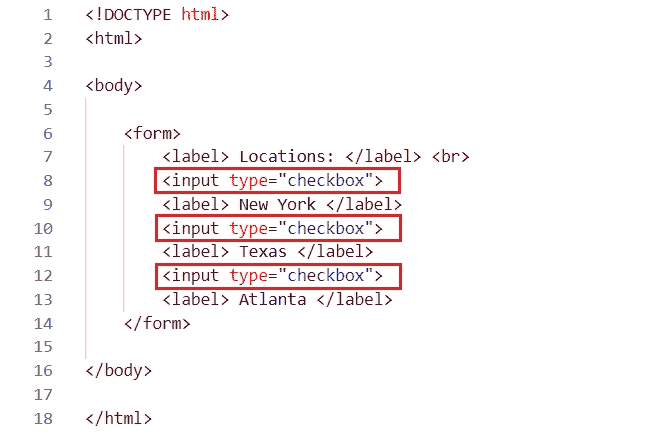 1 <!DOCTYPE html>
2 <html>
3
4 <body>
5
6 <form>
7 <label> Locations: </label> <br>
8 <input type="checkbox">
9 <label> New York </label>
10 <input type="checkbox">
11 <label> Texas </label>
12 <input type="checkbox">
13 <label> Atlanta </label>
14 </form>
15
16 </body>
17
18 </html>